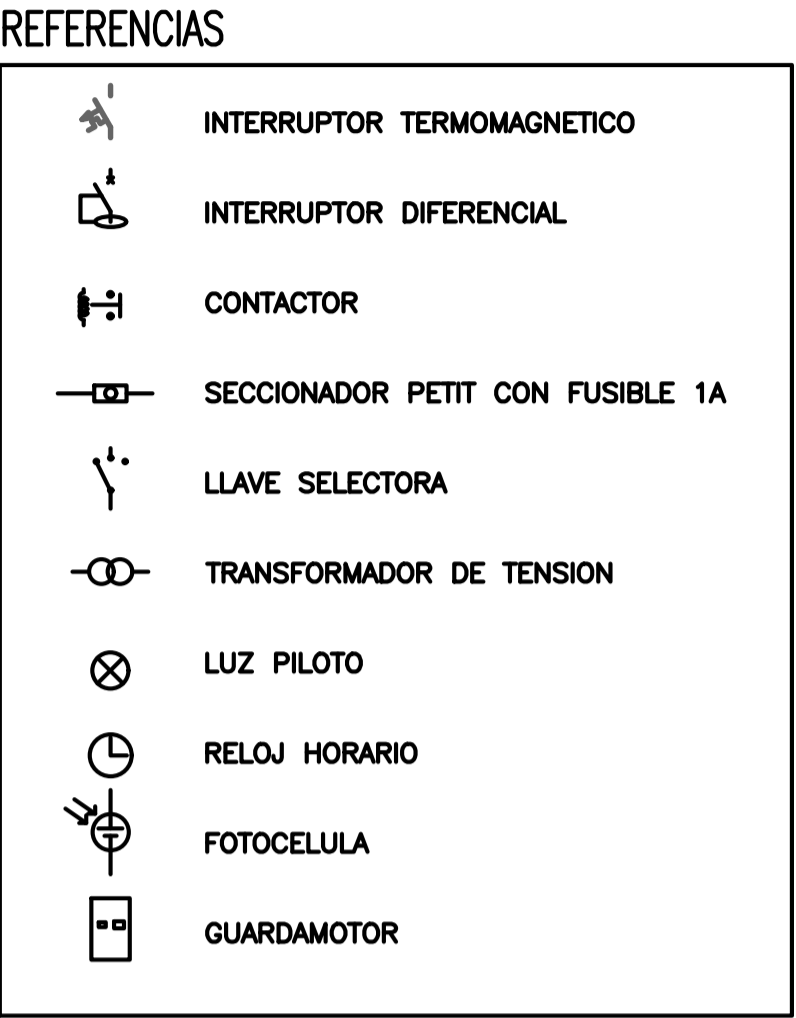 REFERENCIAS
INTERRUPTOR TERMOMAGNETICO
INTERRUPTOR DIFERENCIAL
CONTACTOR
SECCIONADOR PETIT CON FUSIBLE 1A
LLAVE SELECTORA
TRANSFORMADOR DE TENSION
LUZ PILOTO
RELOJ HORARIO
FOTOCELULA
GUARDAMOTOR